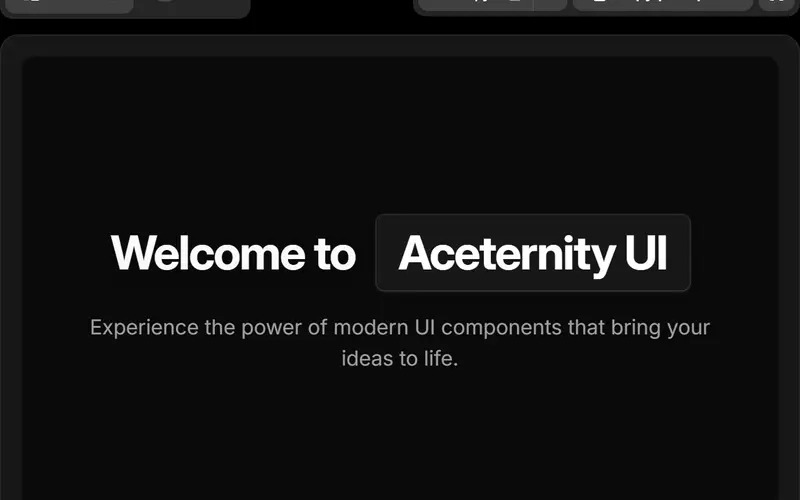 Welcome to Aceternity UI
Experience the power of modern UI components that bring your
ideas to life.